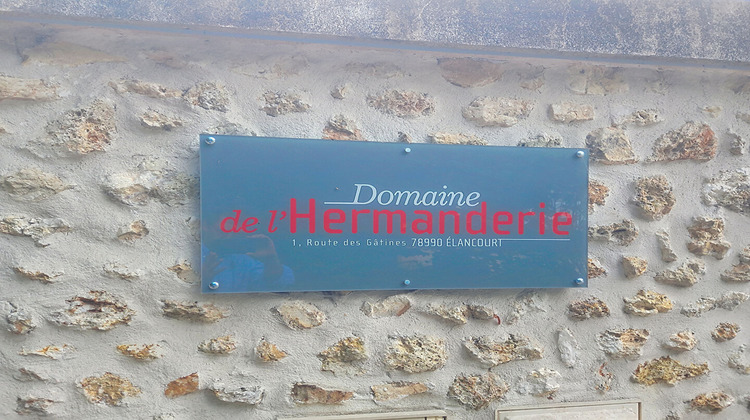 Domaine
de l'Hermanderie
1, Route des Gâtines 78990 ÉLANCOURT